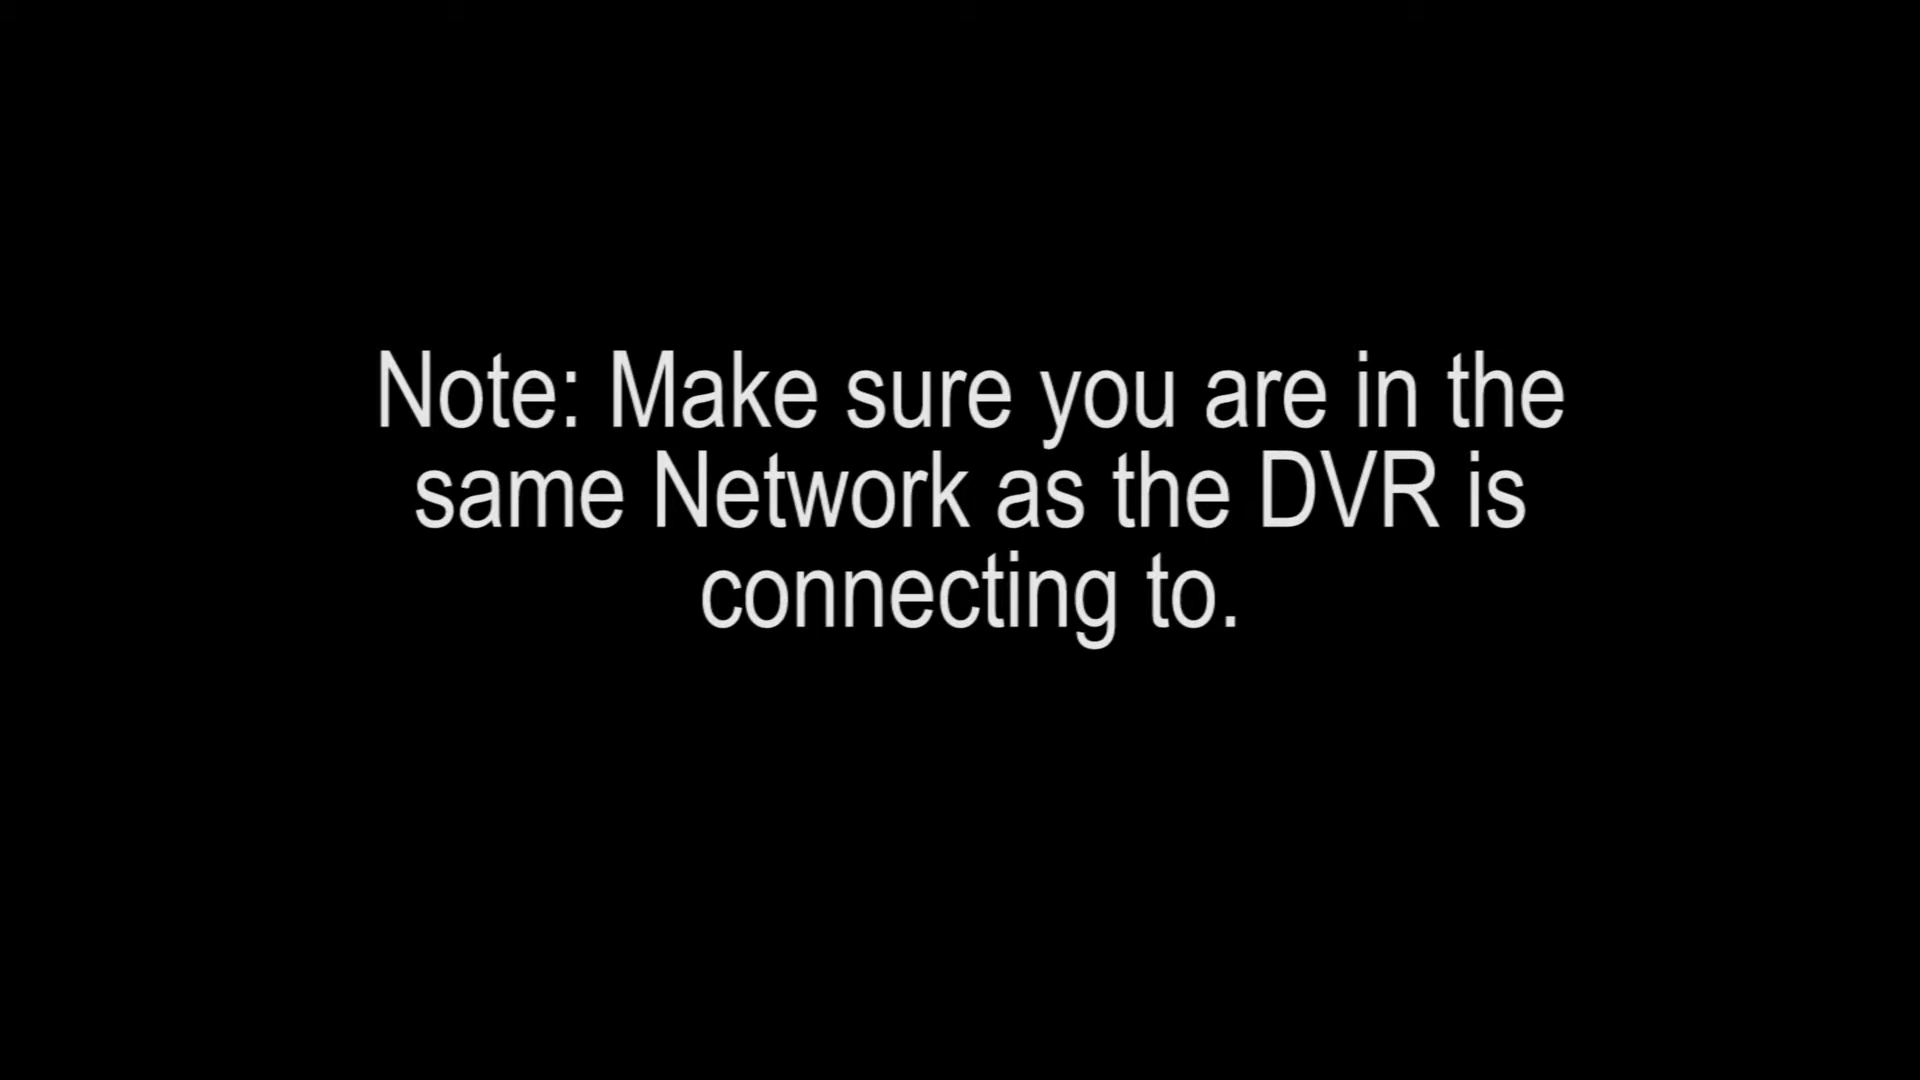 Note: Make sure you are in the
same Network as the DVR is
connecting to.